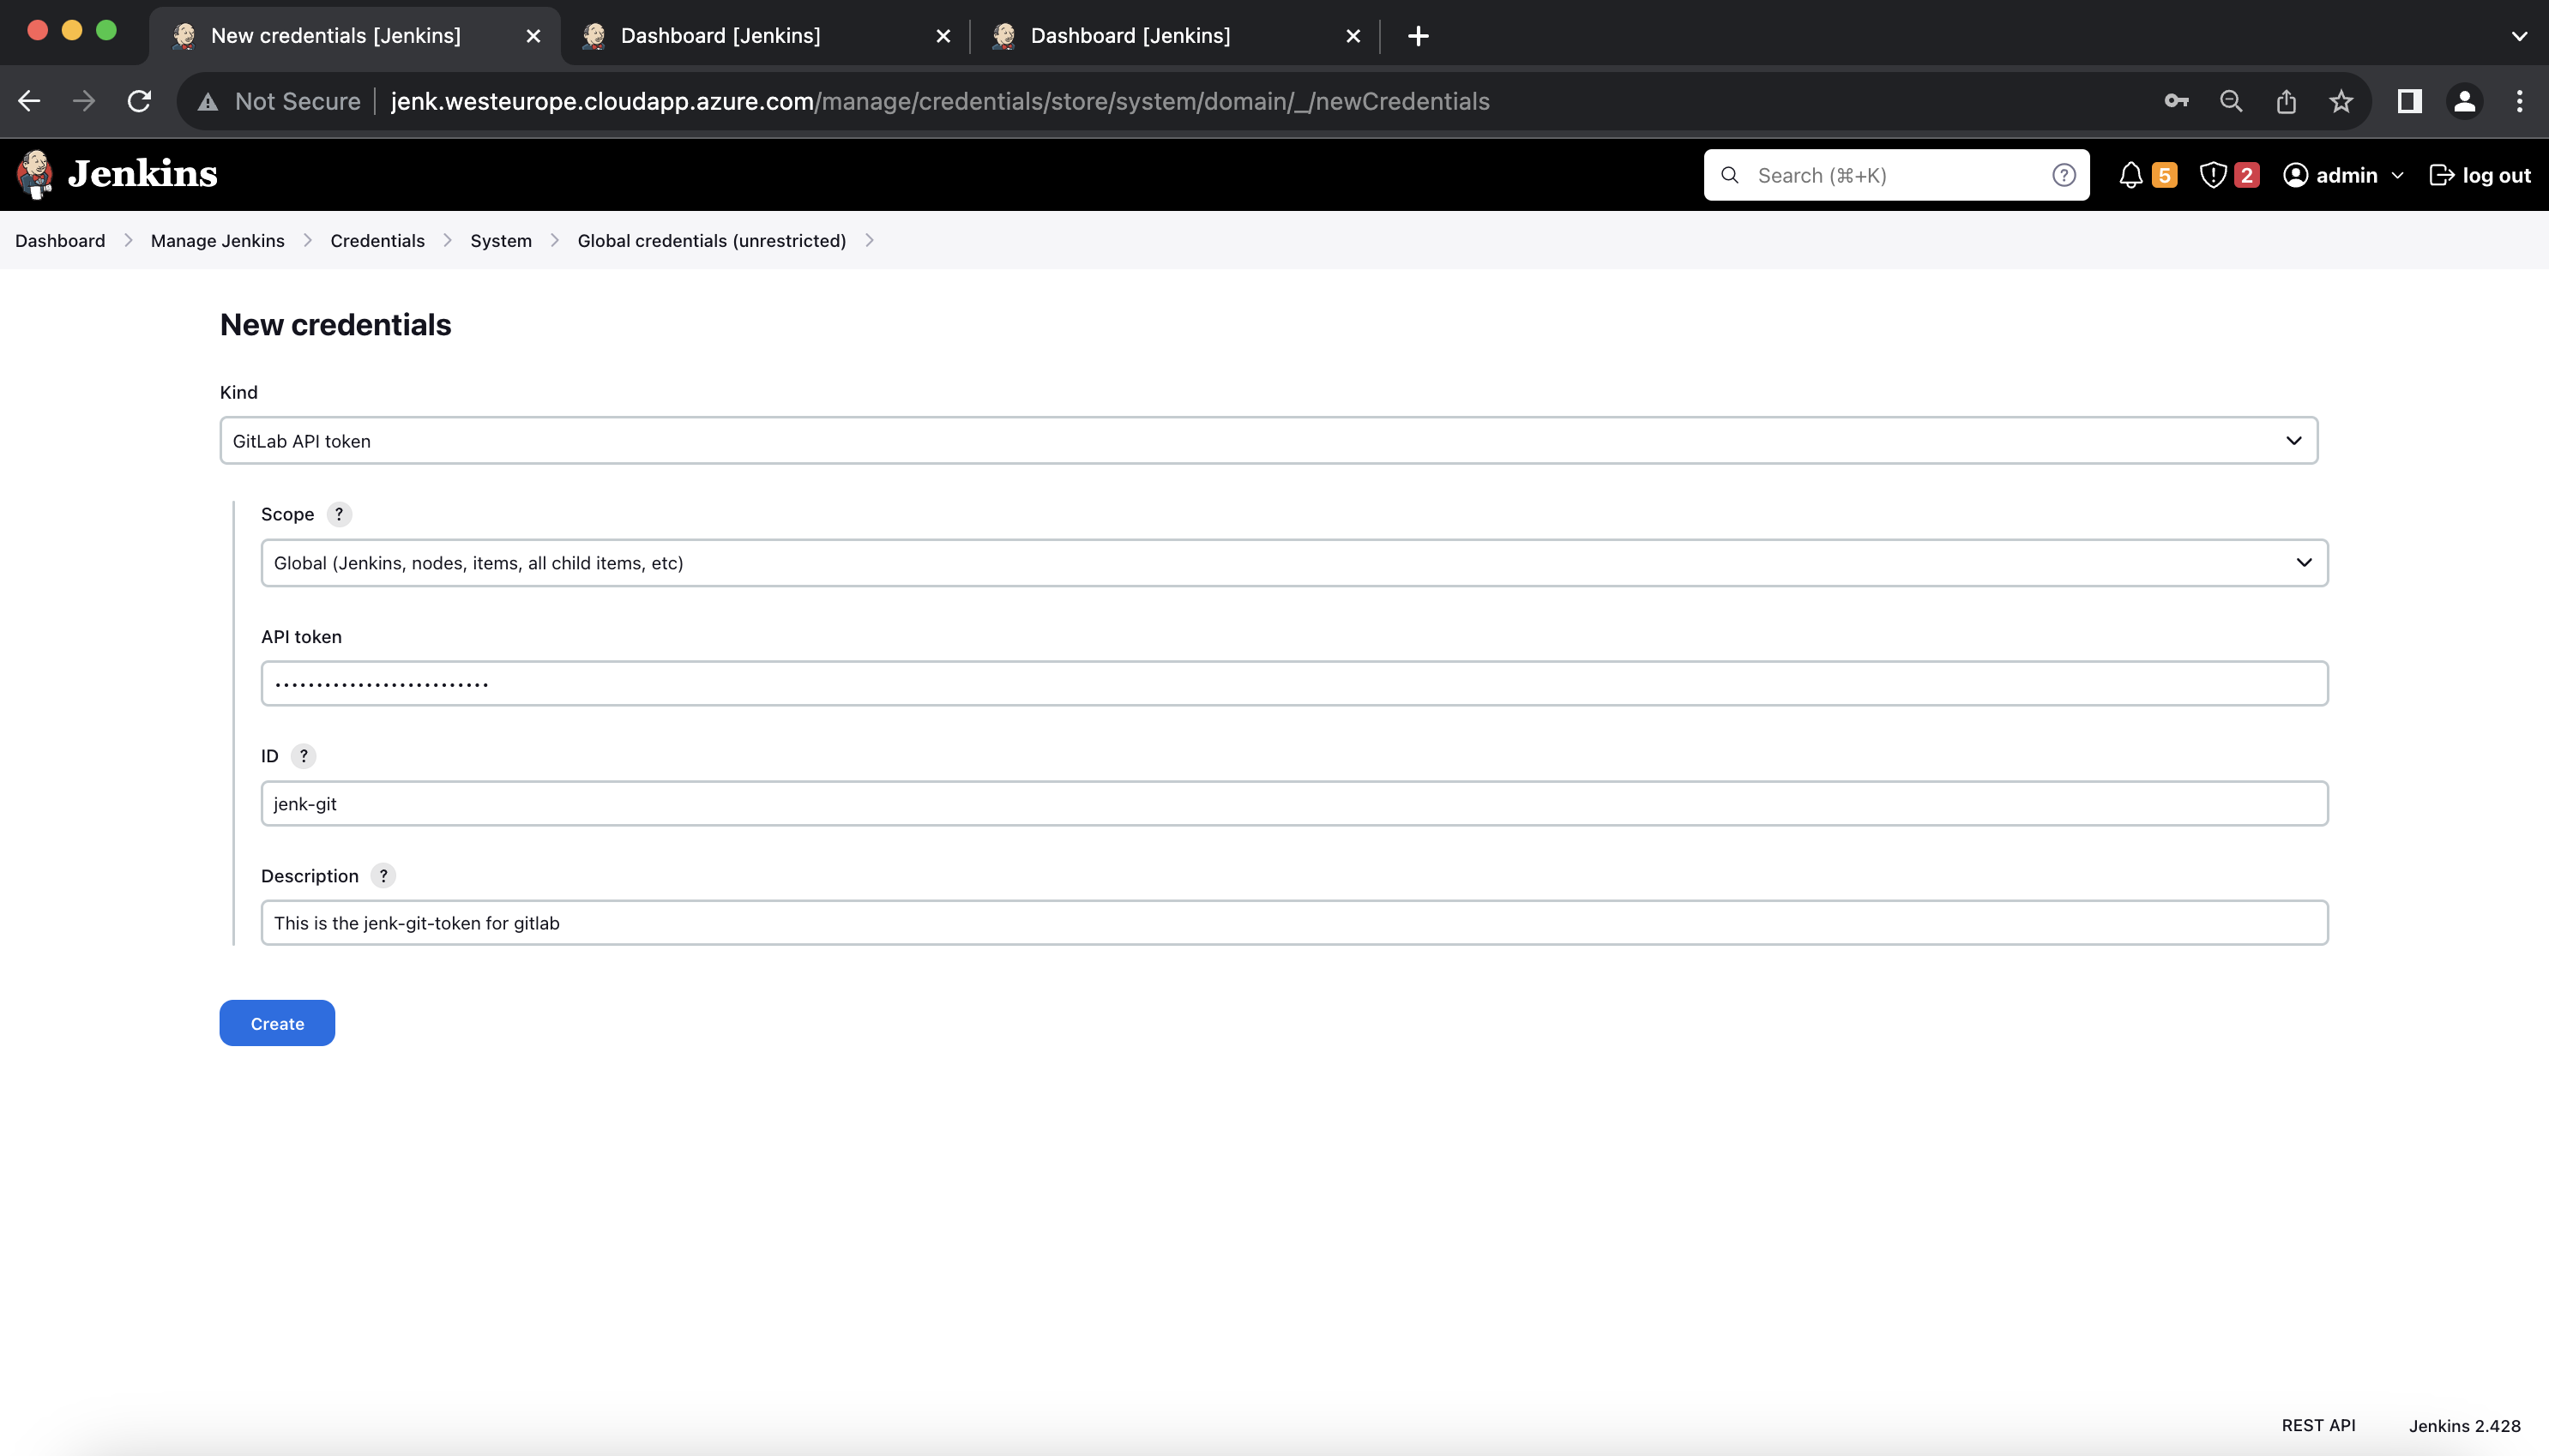 New credentials [Jenkins]
Dashboard [Jenkins]
Dashboard [Jenkins]
Not Secure jenk.westeurope.cloudapp.azure.com/manage/credentials/store/system/domain/_/newCredentials
Jenkins
Search (⌘+K)
5
2
admin
log out
Dashboard
Manage Jenkins
Credentials
System
Global credentials (unrestricted)
New credentials
Kind
GitLab API token
Scope ?
Global (Jenkins, nodes, items, all child items, etc)
API token
··························
ID ?
jenk-git
Description ?
This is the jenk-git-token for gitlab
Create
REST API
Jenkins 2.428